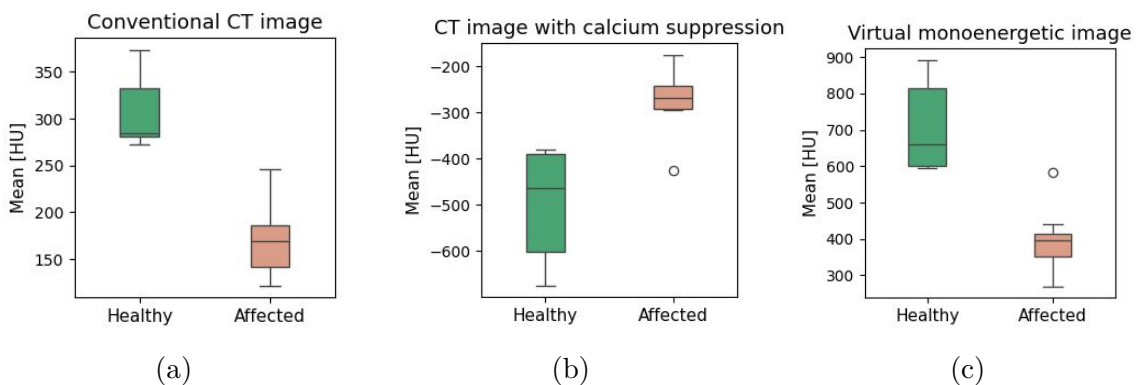 Conventional CT image
Mean [HU]
350
300
250
200
150
Healthy Affected
(a)
CT image with calcium suppression
Mean [HU]
−200
−300
−400
−500
−600
Healthy Affected
(b)
Virtual monoenergetic image
Mean [HU]
900
800
700
600
500
400
300
Healthy Affected
(c)